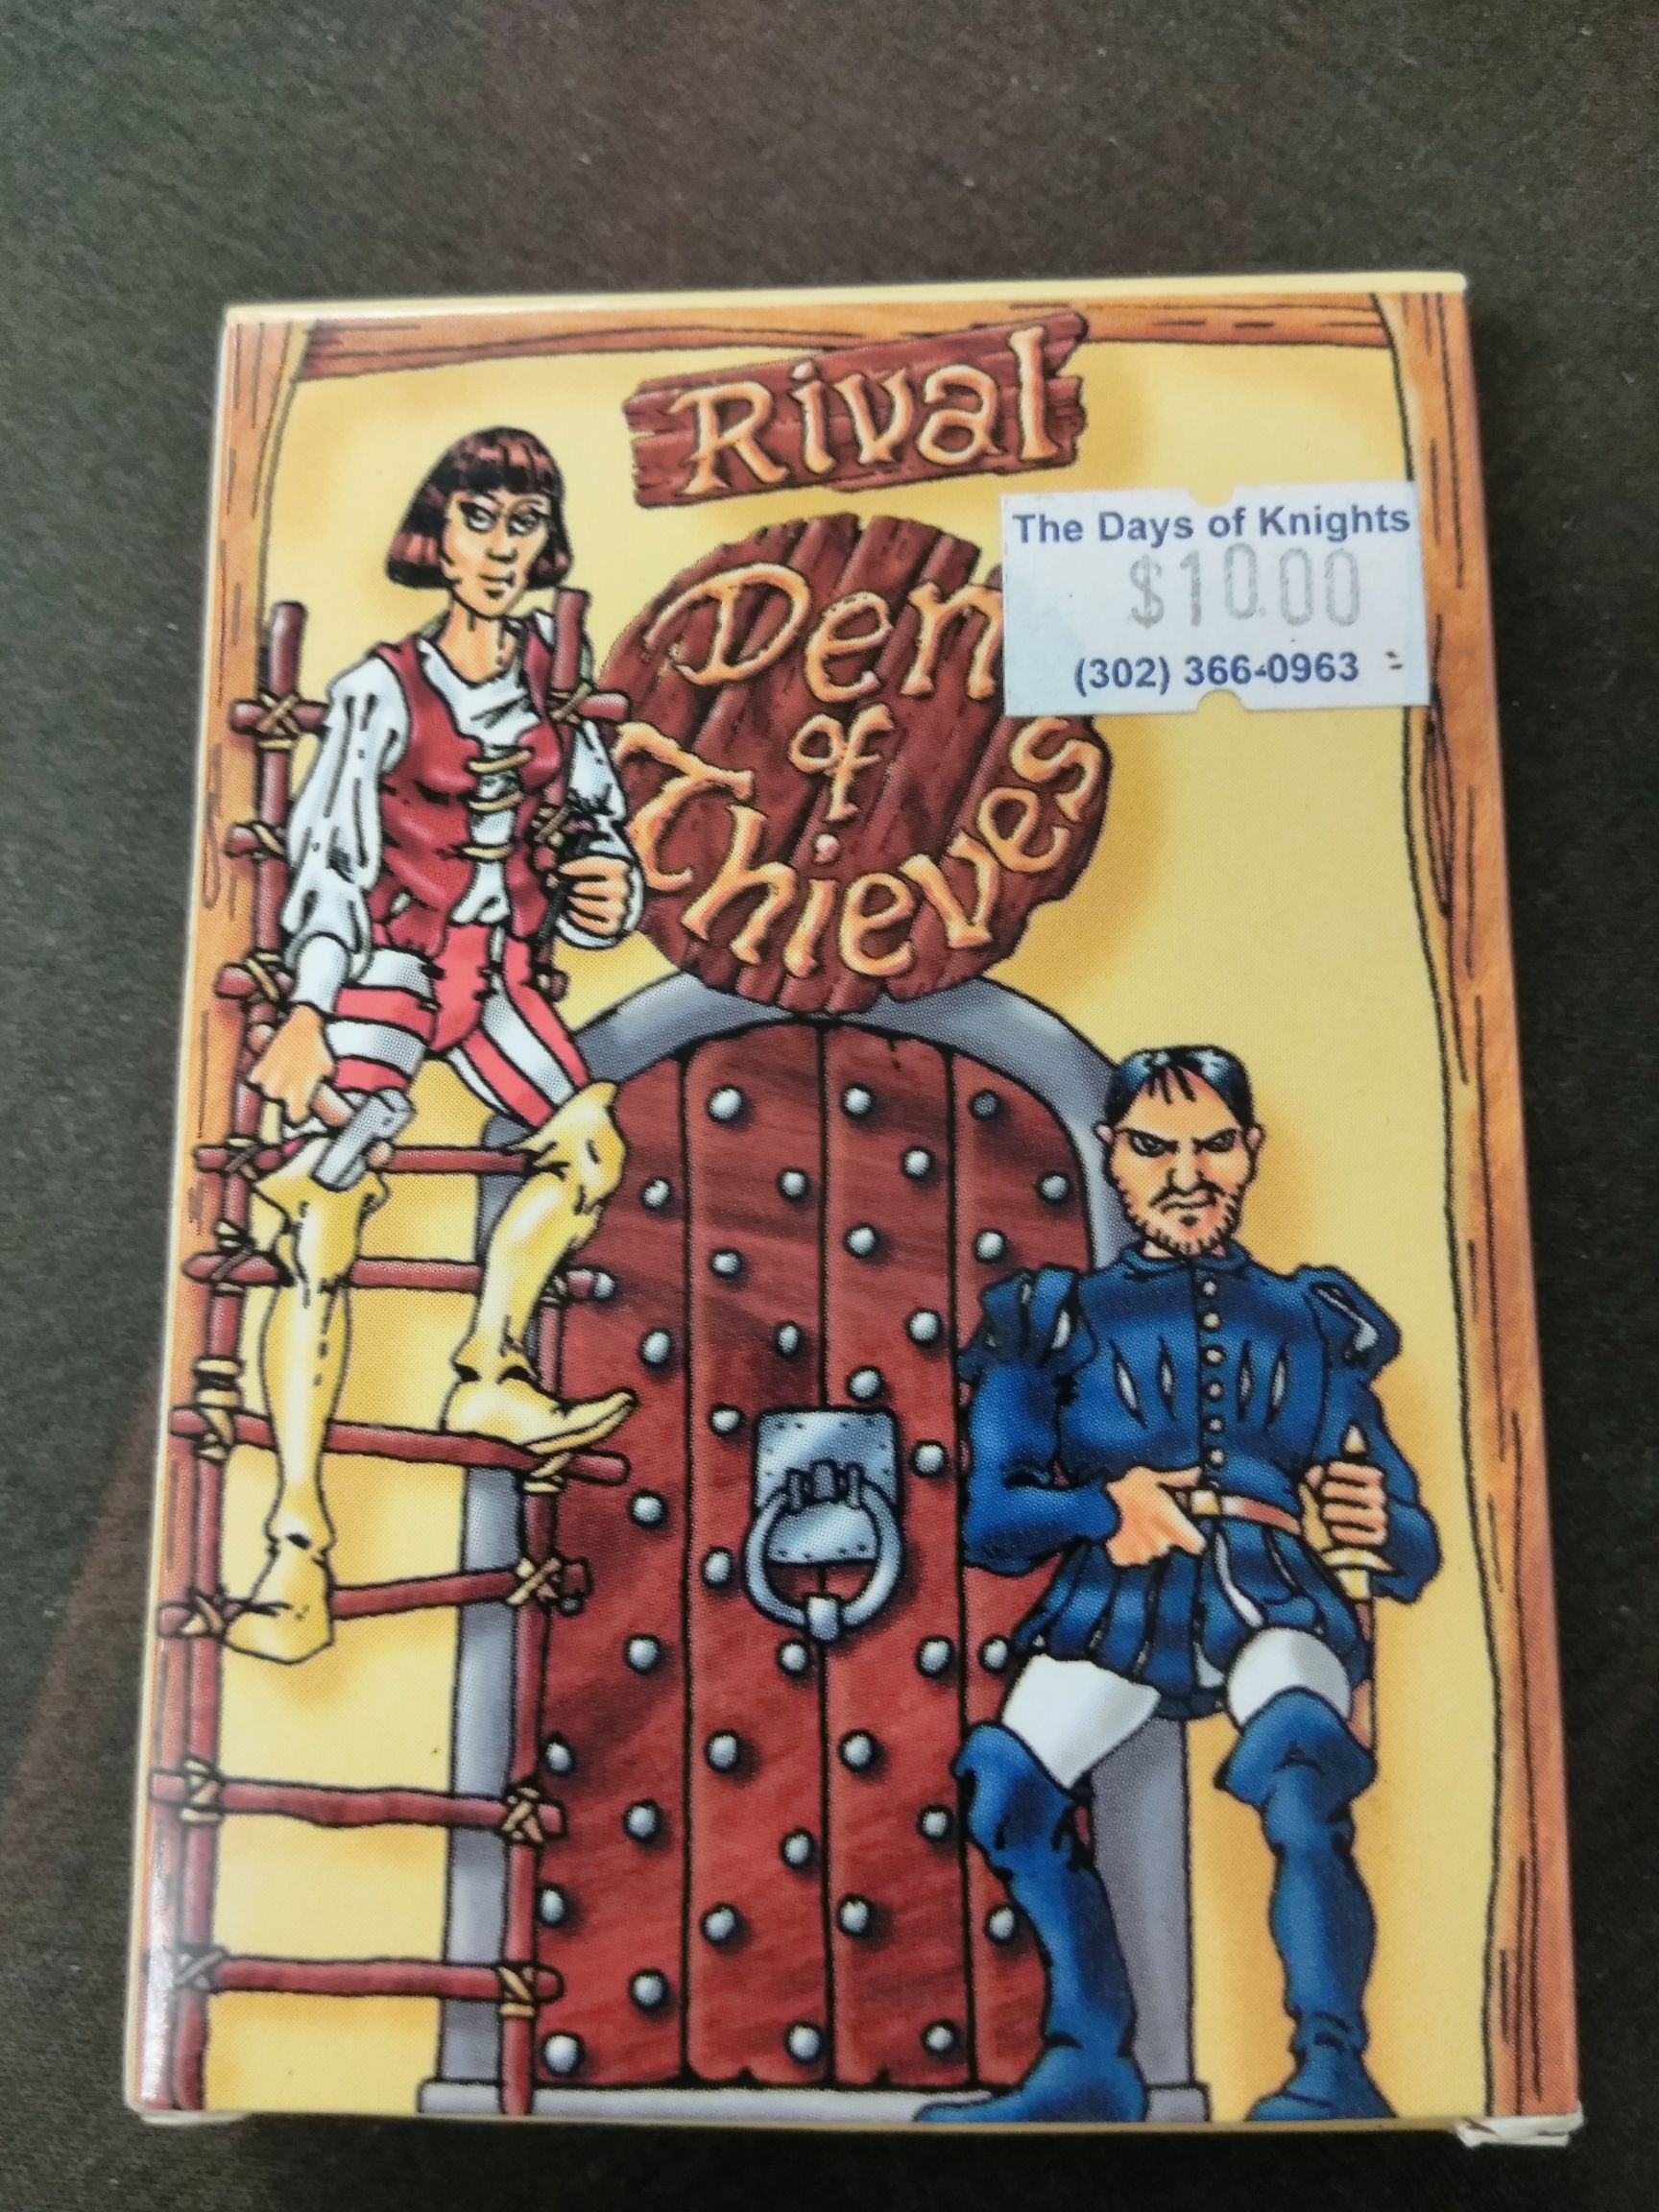 Rival
Den
of
Thieves
The Days of Knights
$10.00
(302) 366-0963